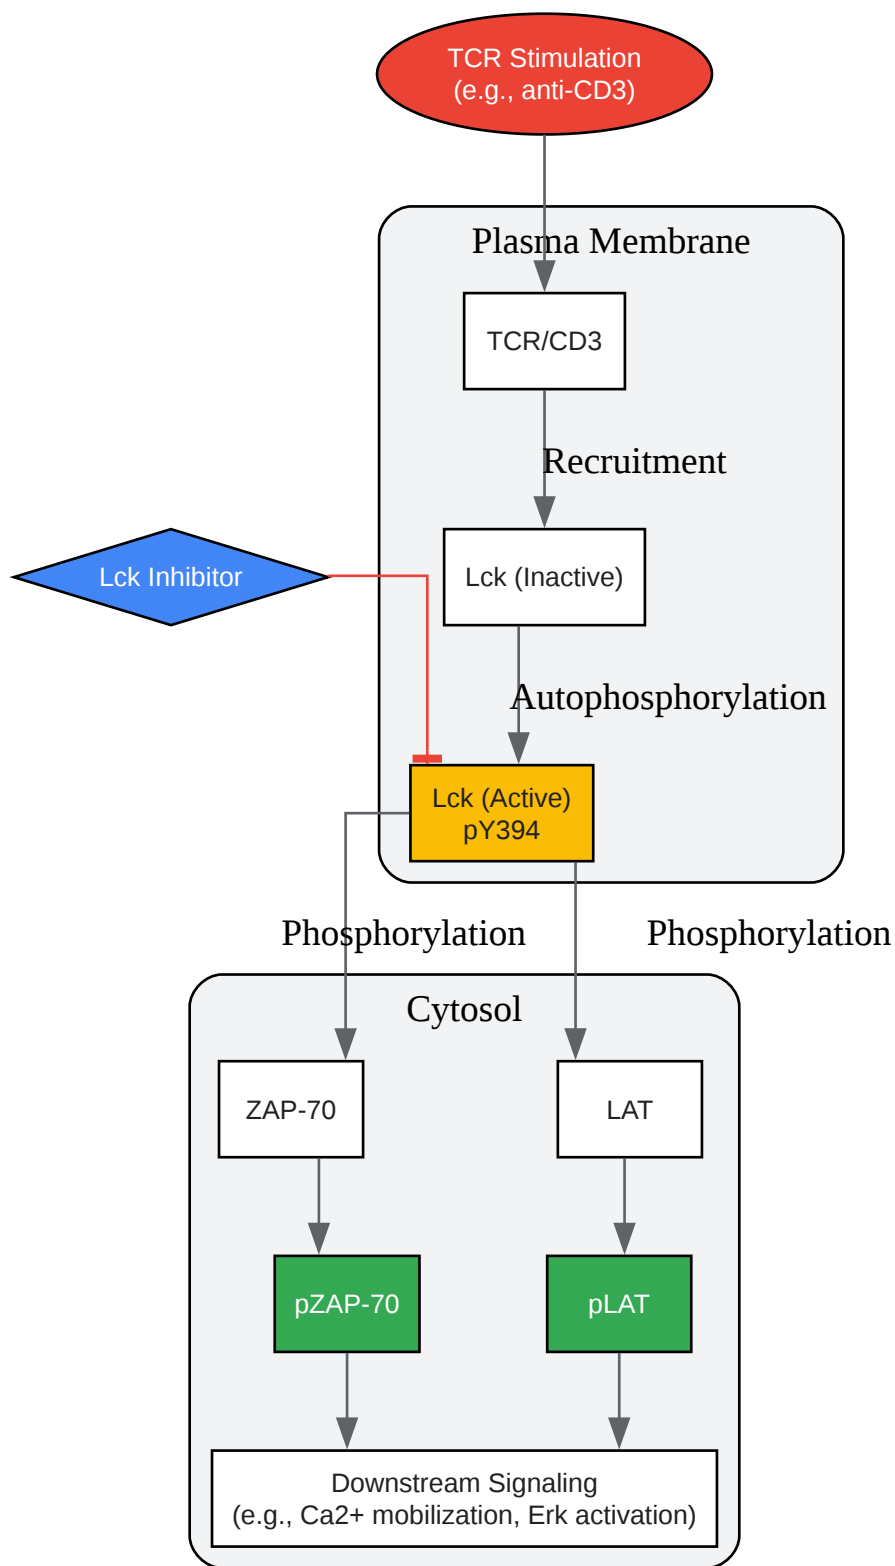 TCR Stimulation
(e.g., anti-CD3)
Plasma Membrane
TCR/CD3
Recruitment
Lck Inhibitor
Lck (Inactive)
Autophosphorylation
Lck (Active)
pY394
Phosphorylation
Phosphorylation
Cytosol
ZAP-70
LAT
pZAP-70
pLAT
Downstream Signaling
(e.g., Ca2+ mobilization, Erk activation)